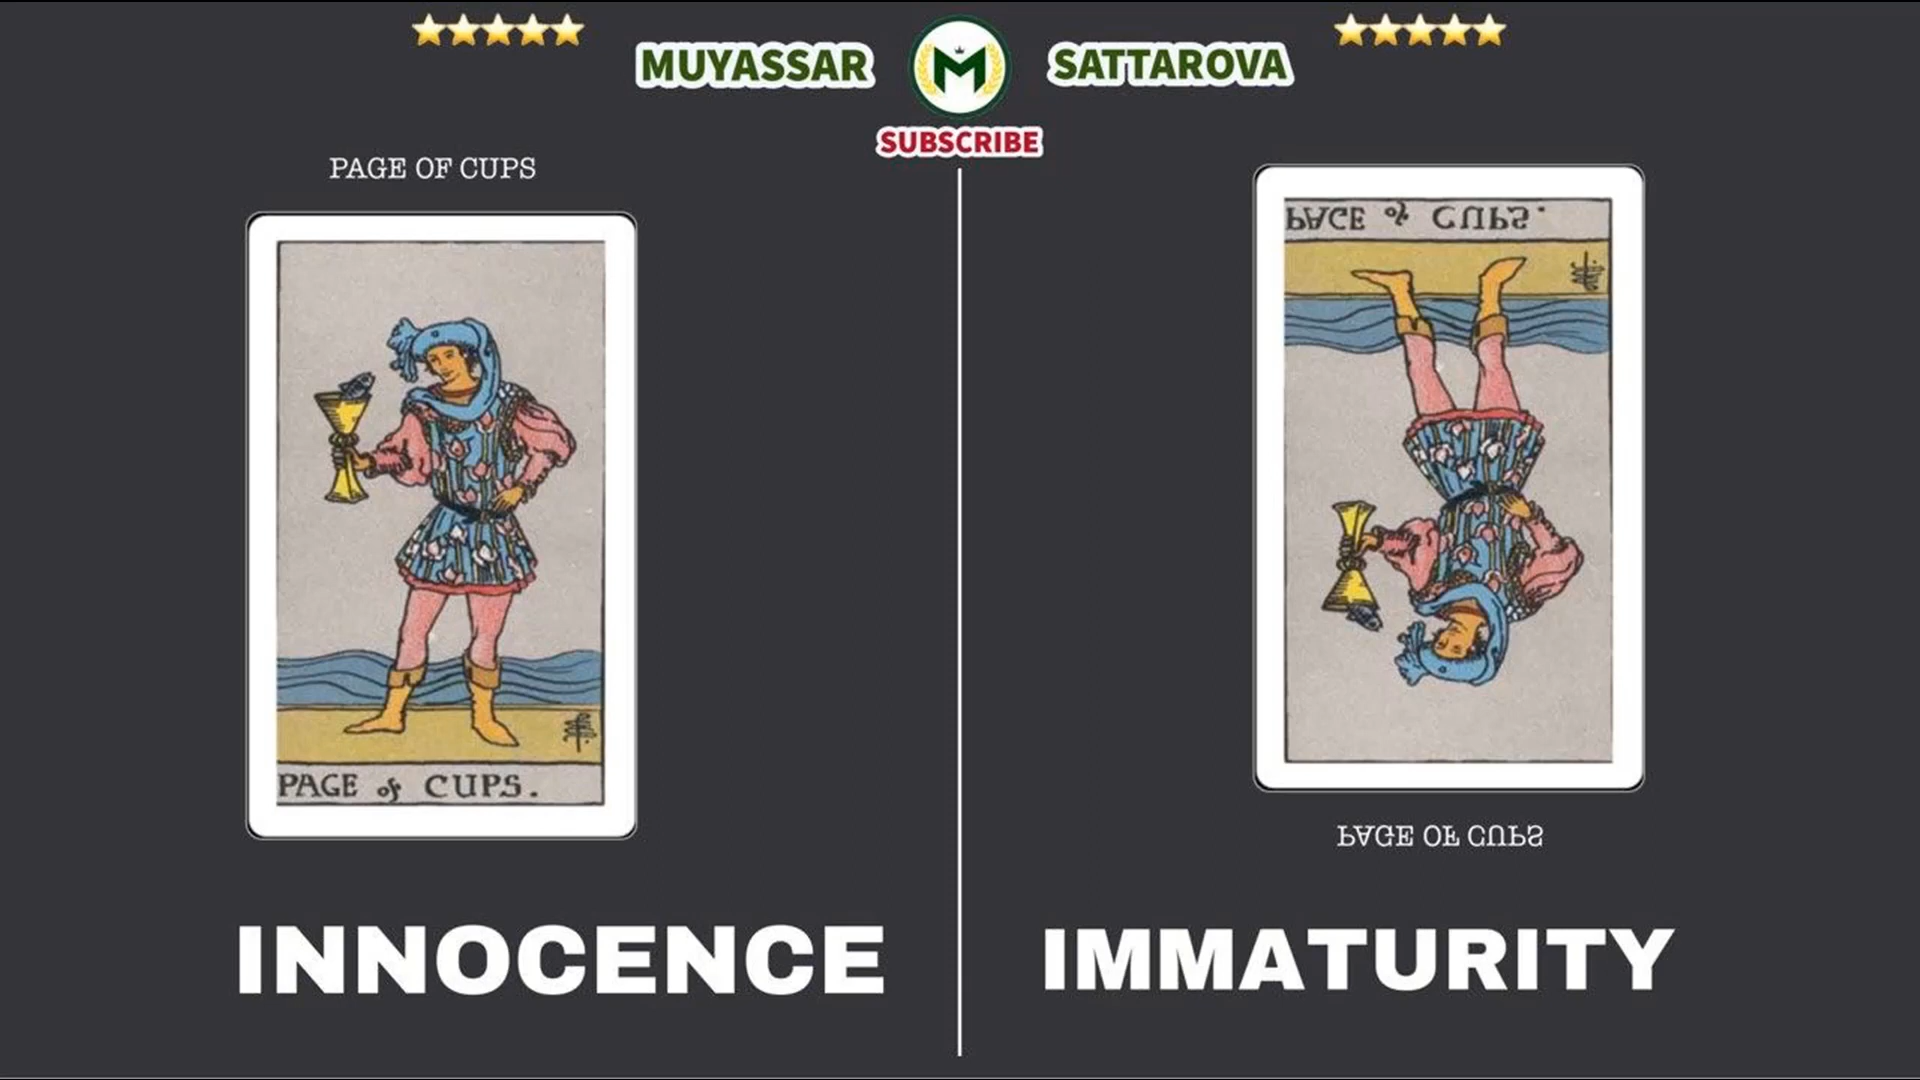 MUYASSAR M SATTAROVA
SUBSCRIBE
PAGE OF CUPS
PAGE of CUPS.
INNOCENCE
PAGE of CUPS.
PAGE OF CUPS
IMMATURITY